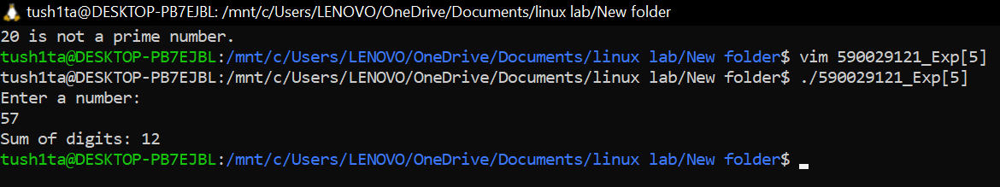 tush1ta@DESKTOP-PB7EJBL: /mnt/c/Users/LENOVO/OneDrive/Documents/linux lab/New folder
20 is not a prime number.
tush1ta@DESKTOP-PB7EJBL:/mnt/c/Users/LENOVO/OneDrive/Documents/linux lab/New folder$ vim 590029121_Exp[5]
tush1ta@DESKTOP-PB7EJBL:/mnt/c/Users/LENOVO/OneDrive/Documents/linux lab/New folder$ ./590029121_Exp[5]
Enter a number:
57
Sum of digits: 12
tush1ta@DESKTOP-PB7EJBL:/mnt/c/Users/LENOVO/OneDrive/Documents/linux lab/New folder$